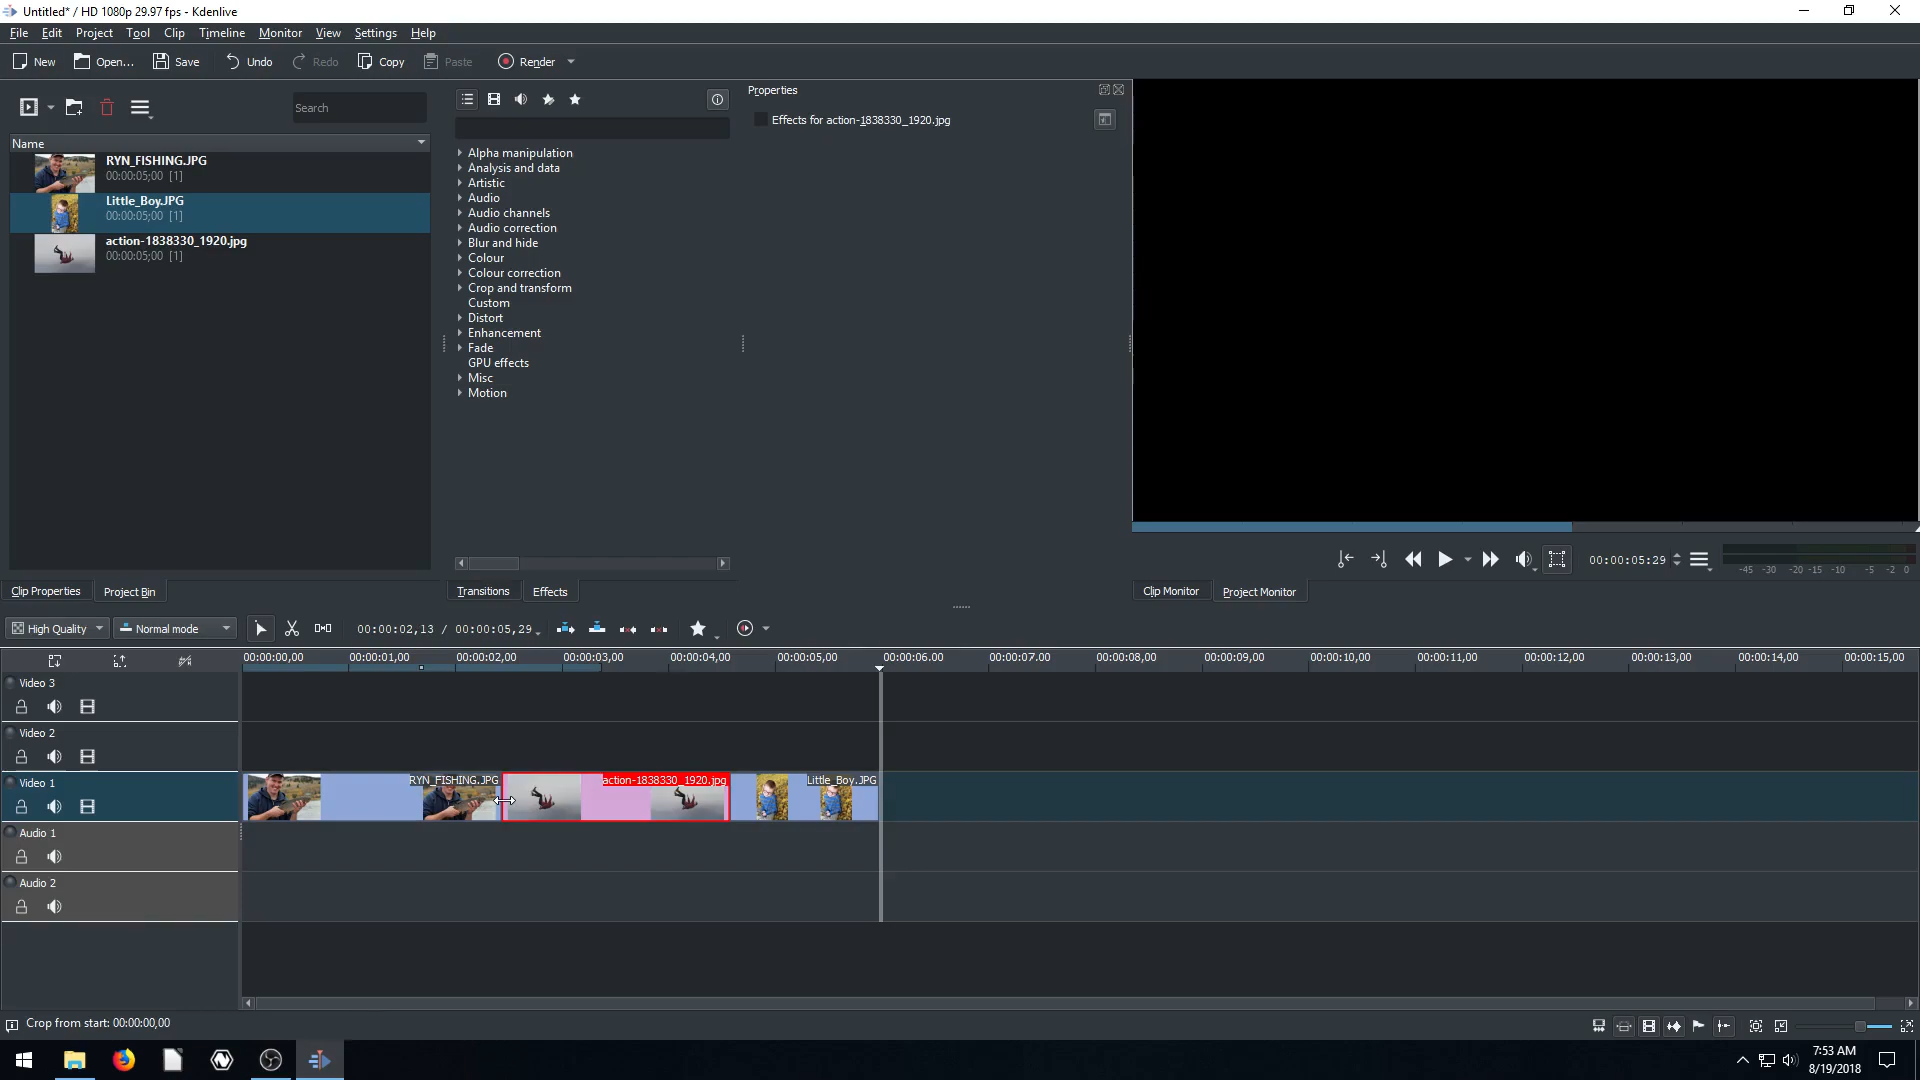 Untitled* / HD 1080p 29.97 fps - Kdenlive
File Edit Project Tool Clip Timeline Monitor View Settings Help
New Open... Save Undo Redo Copy Paste Render
Search
Name
RYN_FISHING.JPG
00:00:05;00 [1]
Little_Boy.JPG
00:00:05;00 [1]
action-1838330_1920.jpg
00:00:05;00 [1]
Clip Properties Project Bin
Alpha manipulation
Analysis and data
Artistic
Audio
Audio channels
Audio correction
Blur and hide
Colour
Colour correction
Crop and transform
Custom
Distort
Enhancement
Fade
GPU effects
Misc
Motion
Transitions Effects
Properties
Effects for action-1838330_1920.jpg
00:00:05:29
-45 -30 -20 -15 -10 -5 -2 0
Clip Monitor Project Monitor
High Quality Normal mode 00:00:02,13 / 00:00:05,29
00:00:00,00 00:00:01,00 00:00:02,00 00:00:03,00 00:00:04,00 00:00:05,00 00:00:06,00 00:00:07,00 00:00:08,00 00:00:09,00 00:00:10,00 00:00:11,00 00:00:12,00 00:00:13,00 00:00:14,00 00:00:15,00
Video 3
Video 2
Video 1
RYN_FISHING.JPG action-1838330_1920.jpg Little_Boy.JPG
Audio 1
Audio 2
Crop from start: 00:00:00,00
7:53 AM
8/19/2018